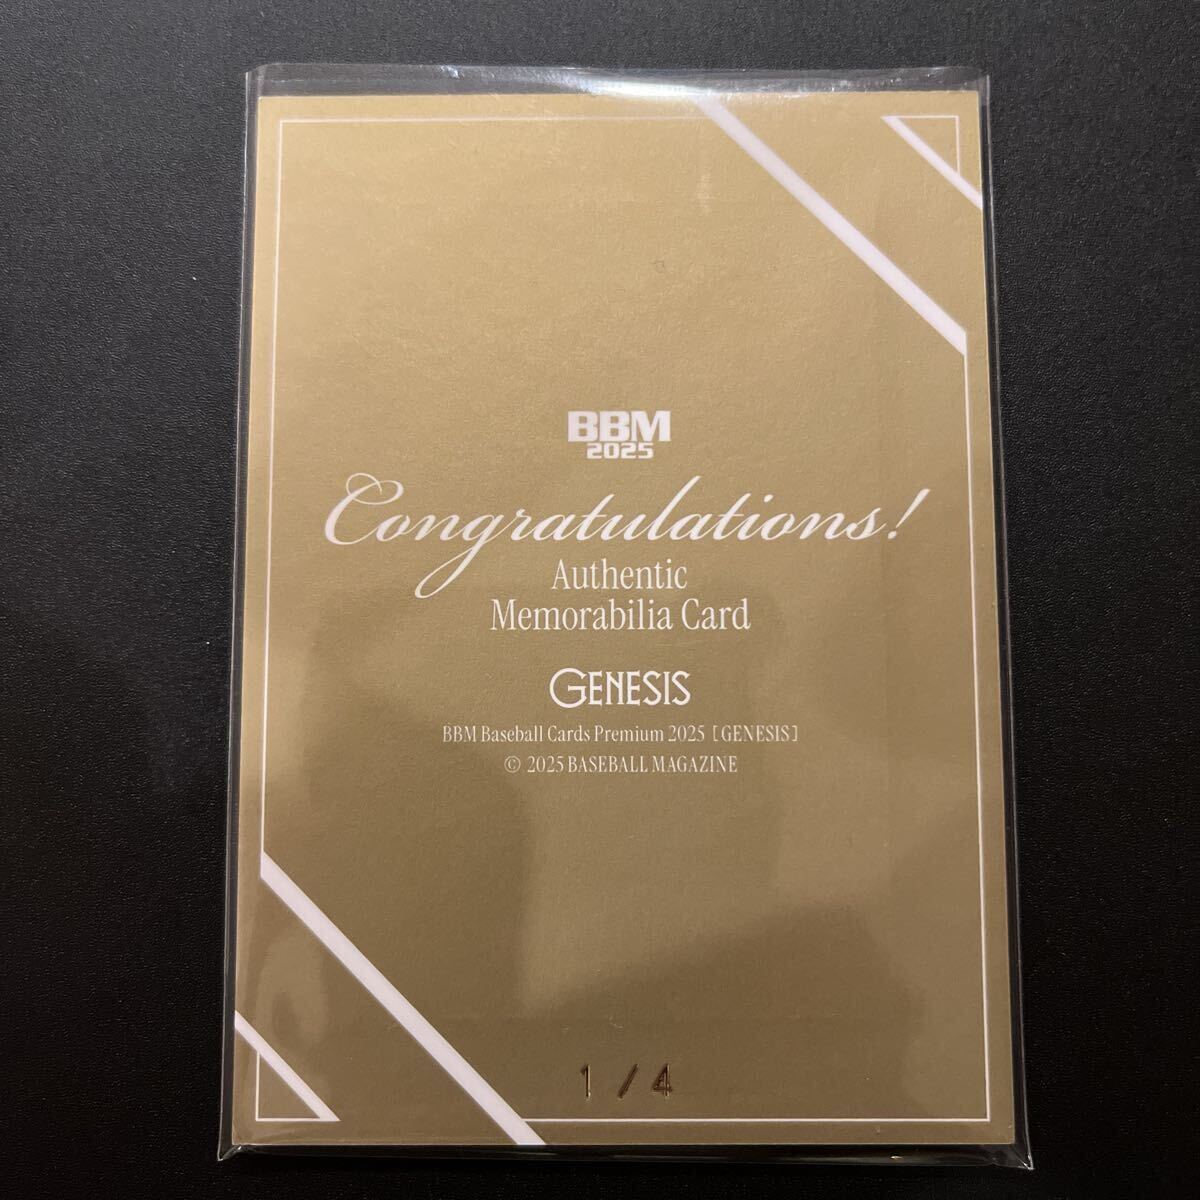 BBM
2025
Congratulations!
Authentic
Memorabilia Card
GENESIS
BBM Baseball Cards Premium 2025 [GENESIS]
© 2025 BASEBALL MAGAZINE
1/4